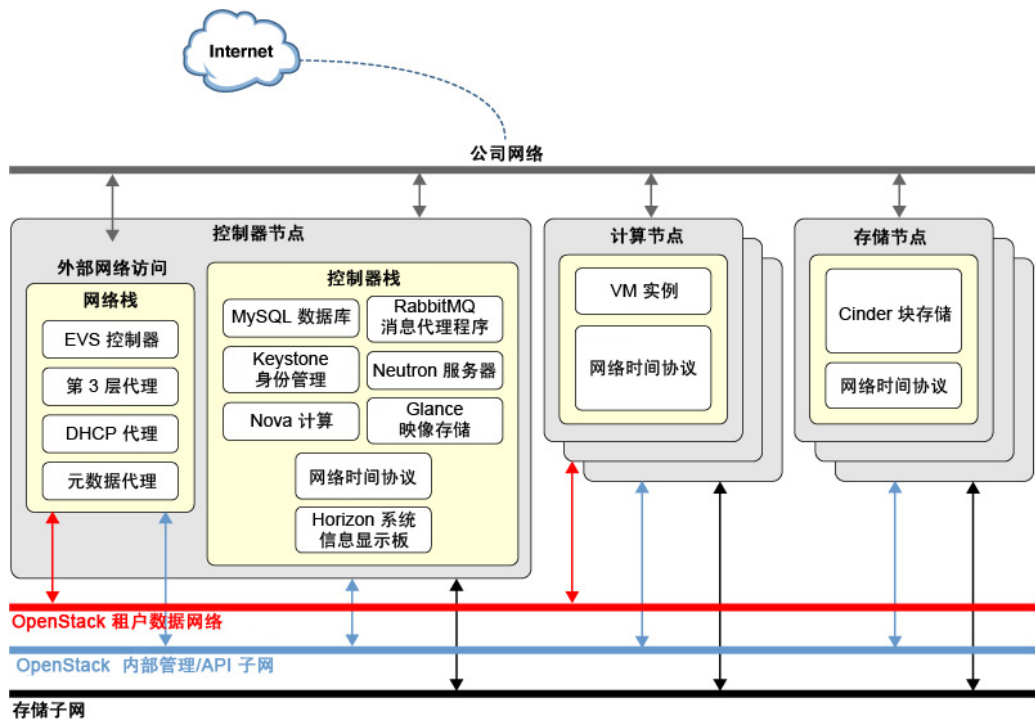 Internet
公司网络
控制器节点
外部网络访问
网络栈
EVS 控制器
第 3 层代理
DHCP 代理
元数据代理
控制器栈
MySQL 数据库
RabbitMQ
消息代理程序
Keystone
身份管理
Neutron 服务器
Nova 计算
Glance
映像存储
网络时间协议
Horizon 系统
信息显示板
计算节点
VM 实例
网络时间协议
存储节点
Cinder 块存储
网络时间协议
OpenStack 租户数据网络
OpenStack 内部管理/API 子网
存储子网